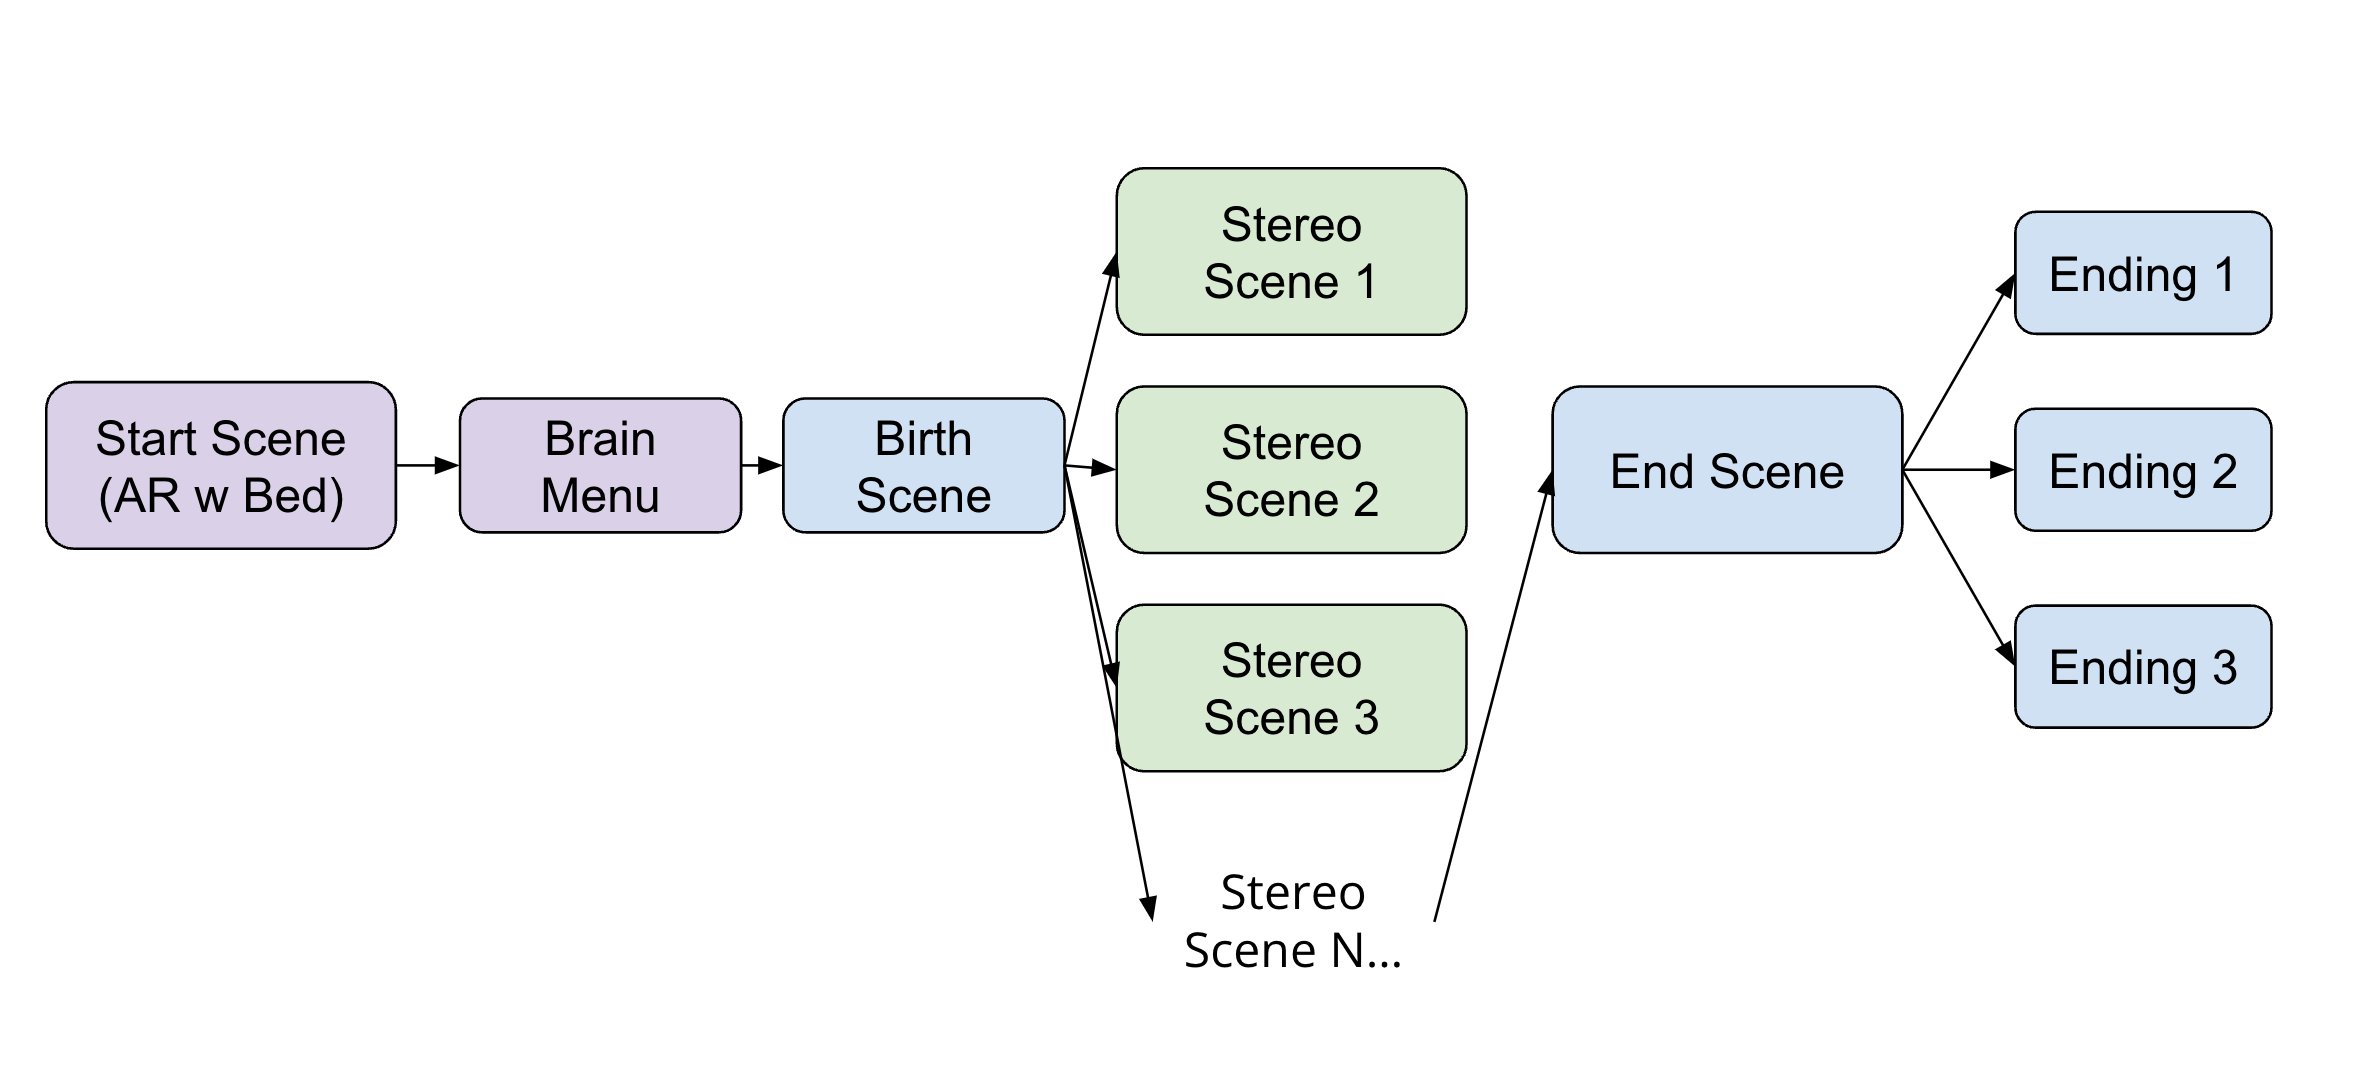 Start Scene
(AR w Bed)
Brain
Menu
Birth
Scene
Stereo
Scene 1
Stereo
Scene 2
Stereo
Scene 3
Stereo
Scene N...
End Scene
Ending 1
Ending 2
Ending 3